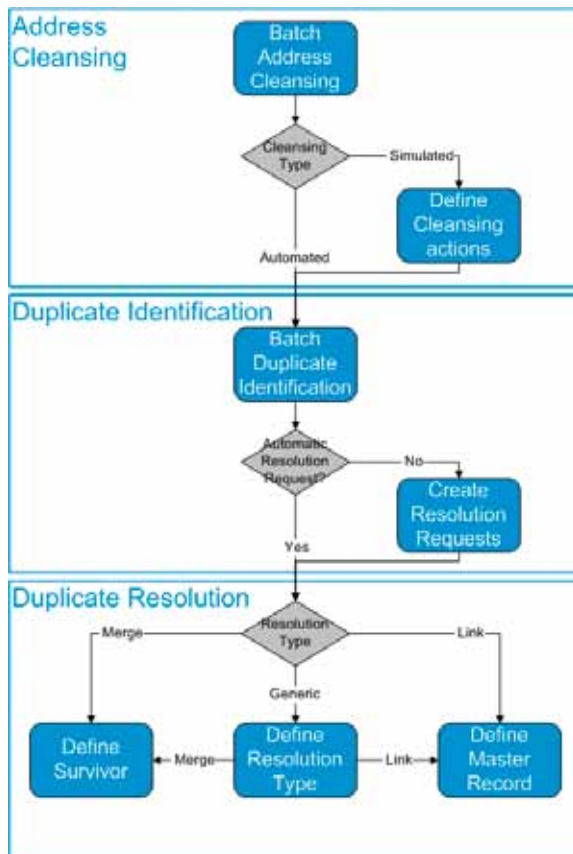 Address
Cleansing
Batch
Address
Cleansing
Cleansing
Type
Simulated
Define
Cleansing
actions
Automated
Duplicate Identification
Batch
Duplicate
Identification
Automatic
Resolution
Request?
No
Create
Resolution
Requests
Yes
Duplicate Resolution
Resolution
Type
Merge
Link
Generic
Define
Survivor
Merge
Define
Resolution
Type
Link
Define
Master
Record